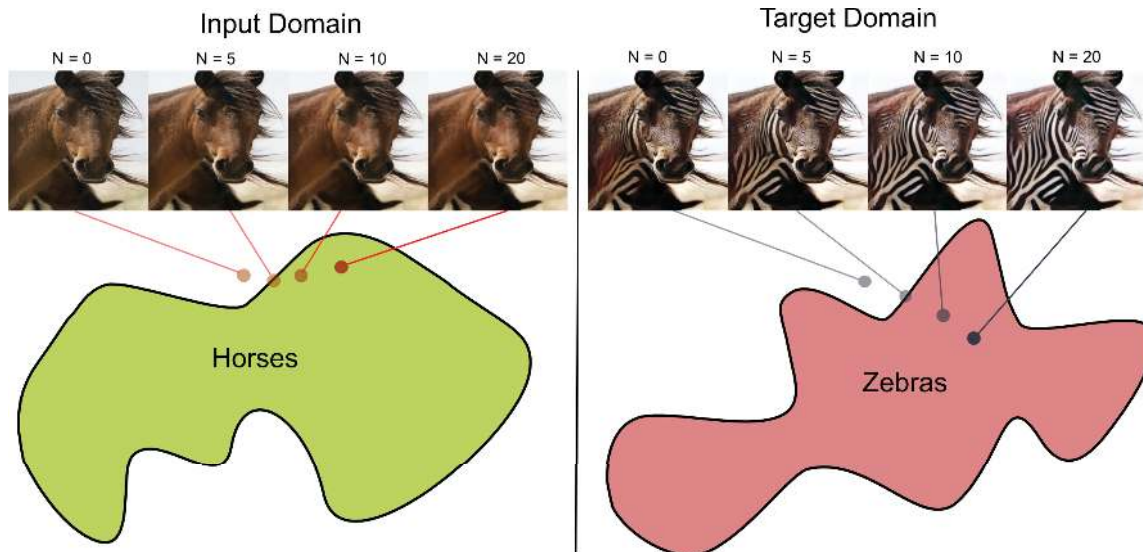 Input Domain
N = 0
N = 5
N = 10
N = 20
Horses
Target Domain
N = 0
N = 5
N = 10
N = 20
Zebras